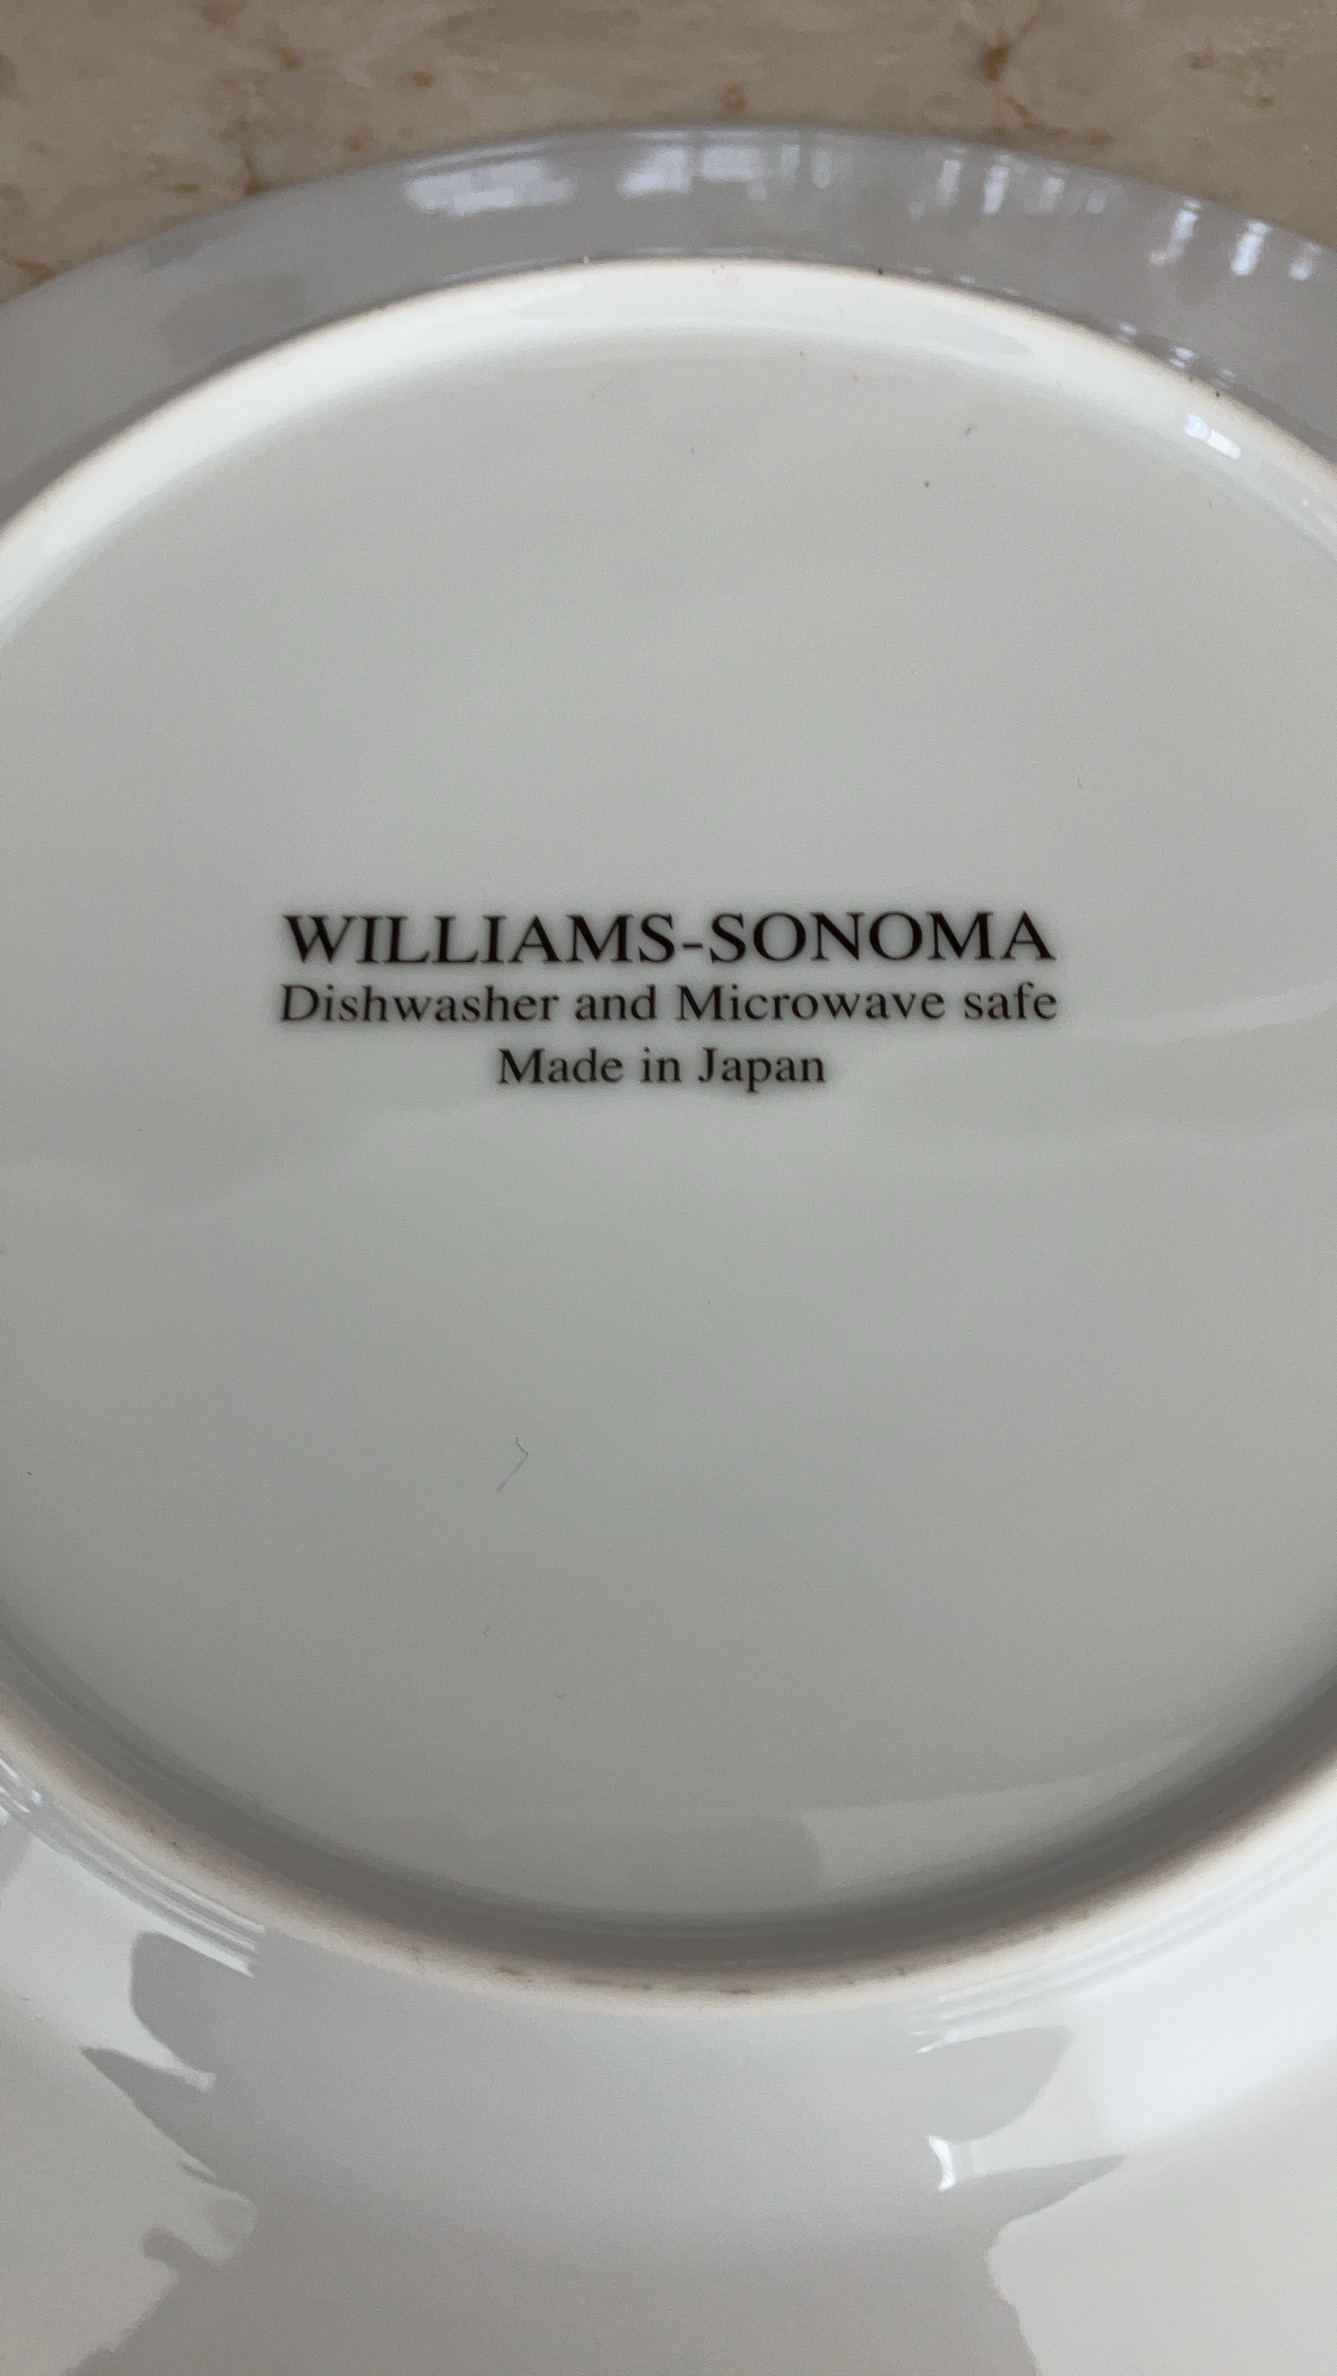 WILLIAMS-SONOMA
Dishwasher and Microwave safe
Made in Japan